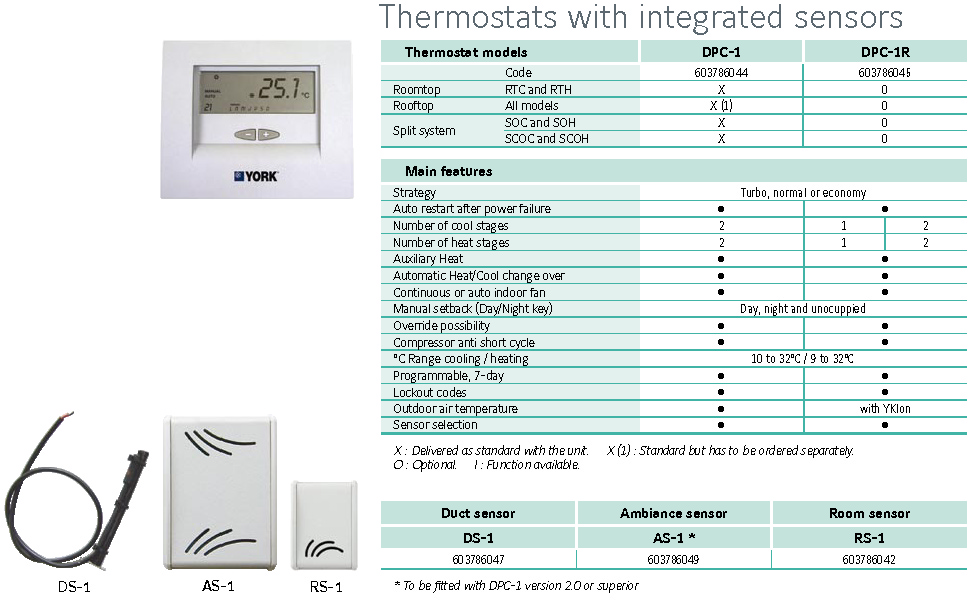 Thermostats with integrated sensors
Thermostat models DPC-1 DPC-1R
Code 603786044 603786045
Roomtop RTC and RTH X O
Rooftop All models X (1) O
Split system SOC and SOH X O
SCOC and SCOH X O
Main features
Strategy Turbo, normal or economy
Auto restart after power failure ● ●
Number of cool stages 2 1 2
Number of heat stages 2 1 2
Auxiliary Heat ● ●
Automatic Heat/Cool change over ● ●
Continuous or auto indoor fan ● ●
Manual setback (Day/Night key) Day, night and unocuppied
Override possibility ● ●
Compressor anti short cycle ● ●
°C Range cooling / heating 10 to 32°C / 9 to 32°C
Programmable, 7-day ● ●
Lockout codes ● ●
Outdoor air temperature ● with YKlon
Sensor selection ● ●
X : Delivered as standard with the unit. X (1) : Standard but has to be ordered separately.
O : Optional. l : Function available.
Duct sensor Ambiance sensor Room sensor
DS-1 AS-1 * RS-1
603786047 603786049 603786042
* To be fitted with DPC-1 version 2.0 or superior
MANUAL
AUTO
25.1 °C
21
- +
YORK
DS-1 AS-1 RS-1